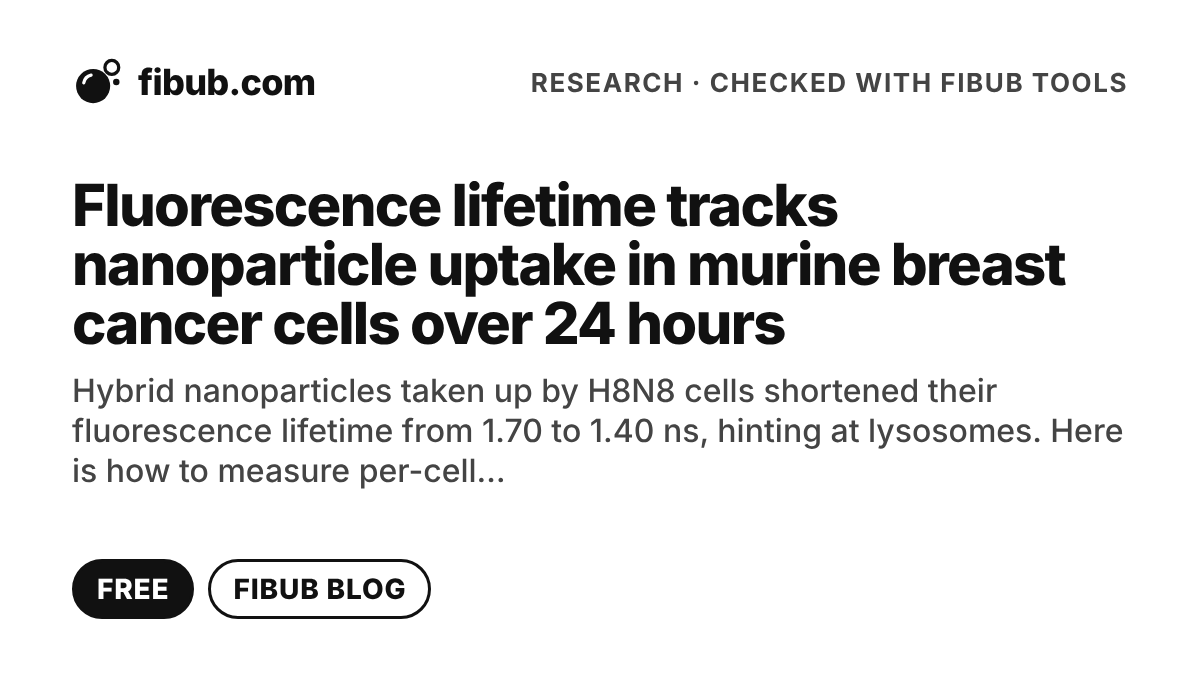 fibub.com
RESEARCH · CHECKED WITH FIBUB TOOLS
Fluorescence lifetime tracks
nanoparticle uptake in murine breast
cancer cells over 24 hours
Hybrid nanoparticles taken up by H8N8 cells shortened their
fluorescence lifetime from 1.70 to 1.40 ns, hinting at lysosomes. Here
is how to measure per-cell...
FREE
FIBUB BLOG